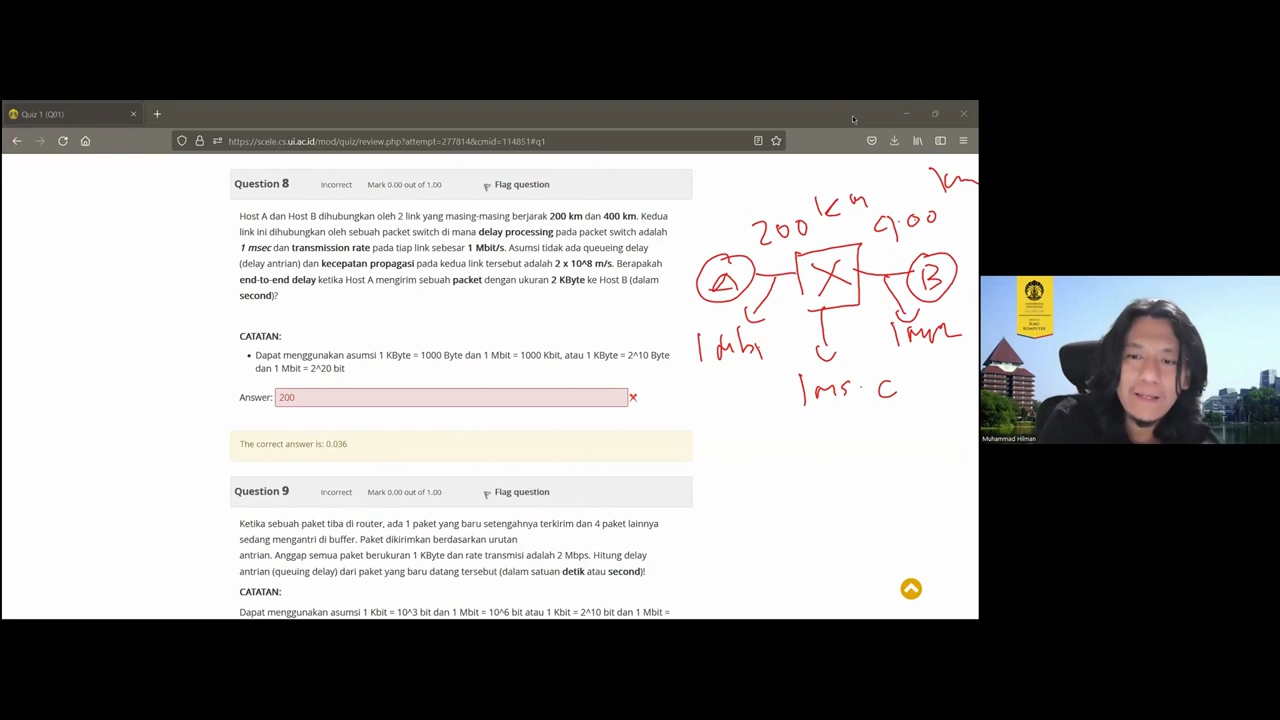 Quiz 1 (Q01)
https://scele.cs.ui.ac.id/mod/quiz/review.php?attempt=277814&cmid=114851#q1
Question 8 Incorrect Mark 0.00 out of 1.00 Flag question
Host A dan Host B dihubungkan oleh 2 link yang masing-masing berjarak 200 km dan 400 km. Kedua
link ini dihubungkan oleh sebuah packet switch di mana delay processing pada packet switch adalah
1 msec dan transmission rate pada tiap link sebesar 1 Mbit/s. Asumsi tidak ada queueing delay
(delay antrian) dan kecepatan propagasi pada kedua link tersebut adalah 2 x 10^8 m/s. Berapakah
end-to-end delay ketika Host A mengirim sebuah packet dengan ukuran 2 KByte ke Host B (dalam
second)?
CATATAN:
Dapat menggunakan asumsi 1 KByte = 1000 Byte dan 1 Mbit = 1000 Kbit, atau 1 KByte = 2^10 Byte
dan 1 Mbit = 2^20 bit
Answer: 200
The correct answer is: 0.036
Question 9 Incorrect Mark 0.00 out of 1.00 Flag question
Ketika sebuah paket tiba di router, ada 1 paket yang baru setengahnya terkirim dan 4 paket lainnya
sedang mengantri di buffer. Paket dikirimkan berdasarkan urutan
antrian. Anggap semua paket berukuran 1 KByte dan rate transmisi adalah 2 Mbps. Hitung delay
antrian (queuing delay) dari paket yang baru datang tersebut (dalam satuan detik atau second)!
CATATAN:
Dapat menggunakan asumsi 1 Kbit = 10^3 bit dan 1 Mbit = 10^6 bit atau 1 Kbit = 2^10 bit dan 1 Mbit =
km
200 km 400
A X B
1 Mbit
1 ms. c
UNIVERSITAS INDONESIA
ILMU
KOMPUTER
Muhammad Hilman